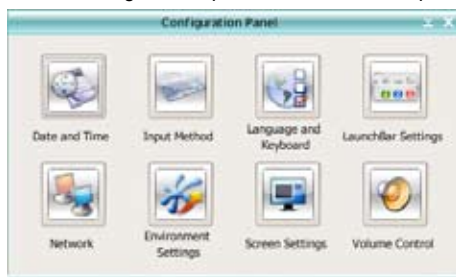 Configuration Panel
Date and Time
Input Method
Language and
Keyboard
LaunchBar Settings
Network
Environment
Settings
Screen Settings
Volume Control